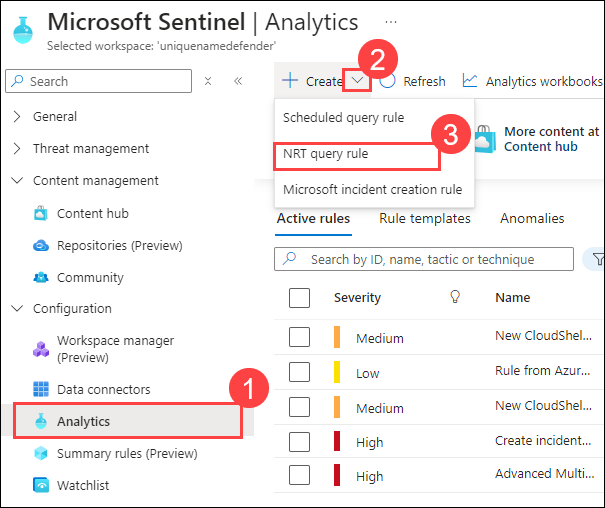 Microsoft Sentinel | Analytics ...
Selected workspace: 'uniquenamedefender'
Search
General
Threat management
Content management
Content hub
Repositories (Preview)
Community
Configuration
Workspace manager
(Preview)
Data connectors
1
Analytics
Summary rules (Preview)
Watchlist
2
Create
Refresh
Analytics workbooks
Scheduled query rule
3
NRT query rule
Microsoft incident creation rule
More content at
Content hub
Active rules Rule templates Anomalies
Search by ID, name, tactic or technique
Severity Name
Medium New CloudShel...
Low Rule from Azur...
Medium New CloudShel...
High Create inciden...
High Advanced Multi...